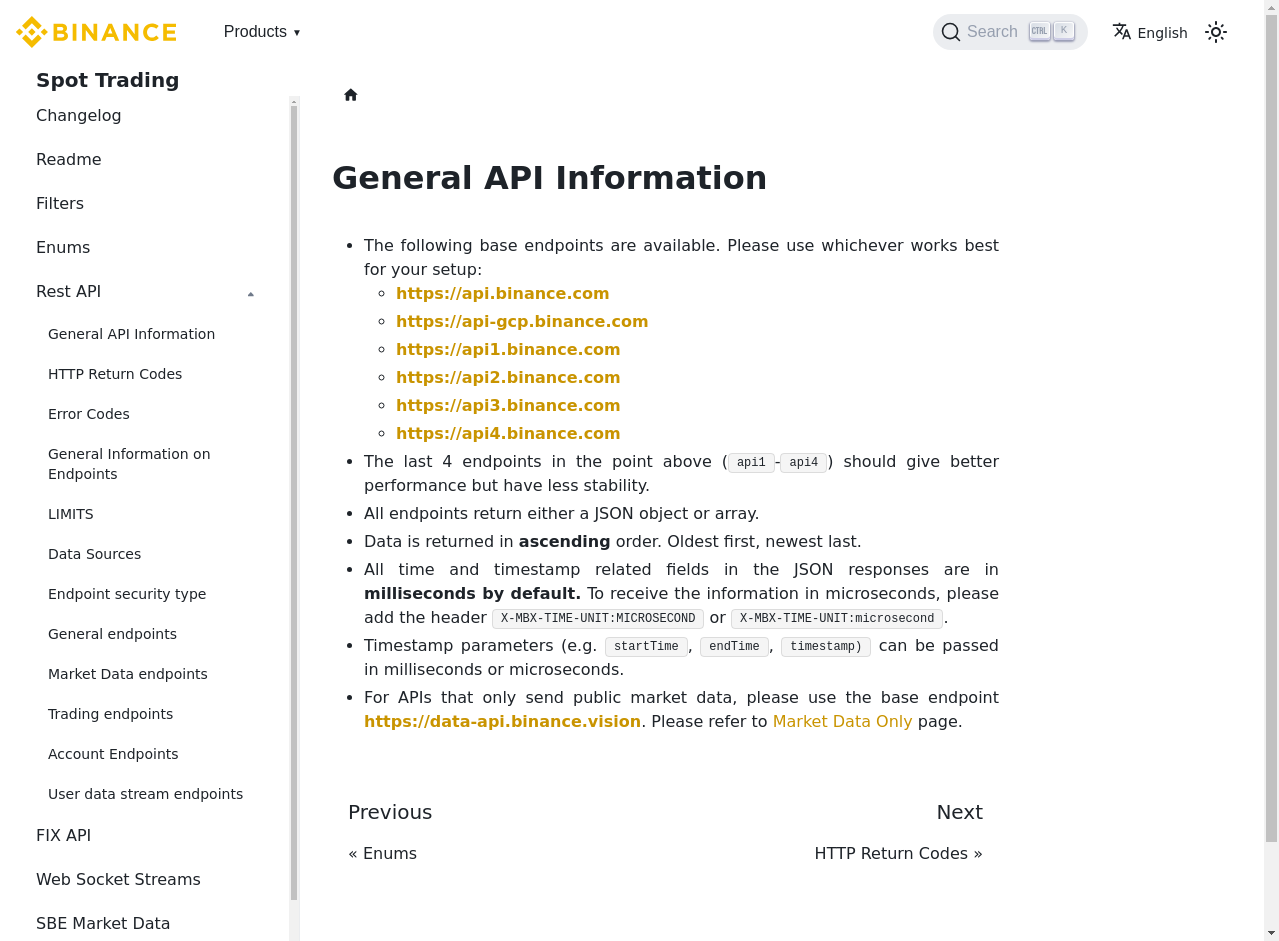 BINANCE
Products ▼
Search CTRL K
English
Spot Trading
Changelog
Readme
Filters
Enums
Rest API
General API Information
HTTP Return Codes
Error Codes
General Information on
Endpoints
LIMITS
Data Sources
Endpoint security type
General endpoints
Market Data endpoints
Trading endpoints
Account Endpoints
User data stream endpoints
FIX API
Web Socket Streams
SBE Market Data
General API Information
• The following base endpoints are available. Please use whichever works best
for your setup:
◦ https://api.binance.com
◦ https://api-gcp.binance.com
◦ https://api1.binance.com
◦ https://api2.binance.com
◦ https://api3.binance.com
◦ https://api4.binance.com
• The last 4 endpoints in the point above (api1-api4) should give better
performance but have less stability.
• All endpoints return either a JSON object or array.
• Data is returned in ascending order. Oldest first, newest last.
• All time and timestamp related fields in the JSON responses are in
milliseconds by default. To receive the information in microseconds, please
add the header X-MBX-TIME-UNIT:MICROSECOND or X-MBX-TIME-UNIT:microsecond.
• Timestamp parameters (e.g. startTime, endTime, timestamp) can be passed
in milliseconds or microseconds.
• For APIs that only send public market data, please use the base endpoint
https://data-api.binance.vision. Please refer to Market Data Only page.
Previous
« Enums
Next
HTTP Return Codes »